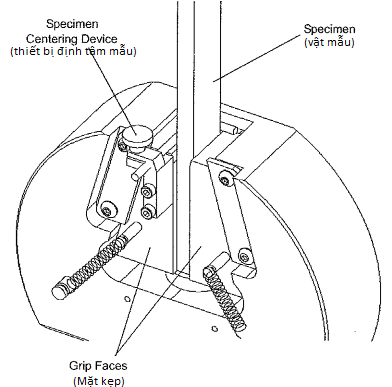 Specimen
Centering Device
(thiết bị định tâm mẫu)
Specimen
(vật mẫu)
Grip Faces
(Mặt kẹp)